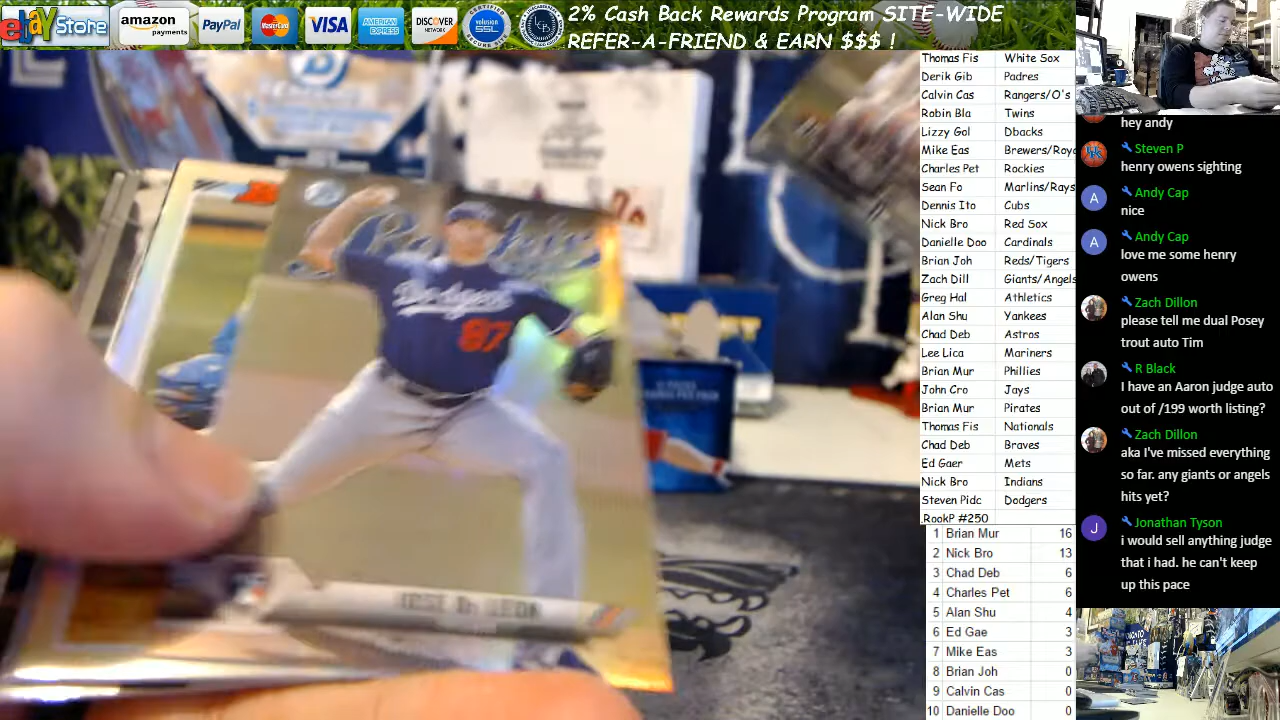 ebay Store
amazon payments
PayPal
MasterCard
VISA
AMERICAN EXPRESS
DISCOVER NETWORK
SSL
2% Cash Back Rewards Program SITE-WIDE
REFER-A-FRIEND & EARN $$$ !
Thomas Fis White Sox
Derik Gib Padres
Calvin Cas Rangers/O's
Robin Bla Twins
Lizzy Gol Dbacks
Mike Eas Brewers/Roya
Charles Pet Rockies
Sean Fo Marlins/Rays
Dennis Ito Cubs
Nick Bro Red Sox
Danielle Doo Cardinals
Brian Joh Reds/Tigers
Zach Dill Giants/Angels
Greg Hal Athletics
Alan Shu Yankees
Chad Deb Astros
Lee Lica Mariners
Brian Mur Phillies
John Cro Jays
Brian Mur Pirates
Thomas Fis Nationals
Chad Deb Braves
Ed Gaer Mets
Nick Bro Indians
Steven Pidc Dodgers
RookP #250
1 Brian Mur 16
2 Nick Bro 13
3 Chad Deb 6
4 Charles Pet 6
5 Alan Shu 4
6 Ed Gae 3
7 Mike Eas 3
8 Brian Joh 0
9 Calvin Cas 0
10 Danielle Doo 0
hey andy
Steven P
henry owens sighting
A Andy Cap
nice
A Andy Cap
love me some henry
owens
Zach Dillon
please tell me dual Posey
trout auto Tim
R Black
I have an Aaron judge auto
out of /199 worth listing?
Zach Dillon
aka I've missed everything
so far. any giants or angels
hits yet?
J Jonathan Tyson
i would sell anything judge
that i had. he can't keep
up this pace
Dodgers
87
JOSE De LEON